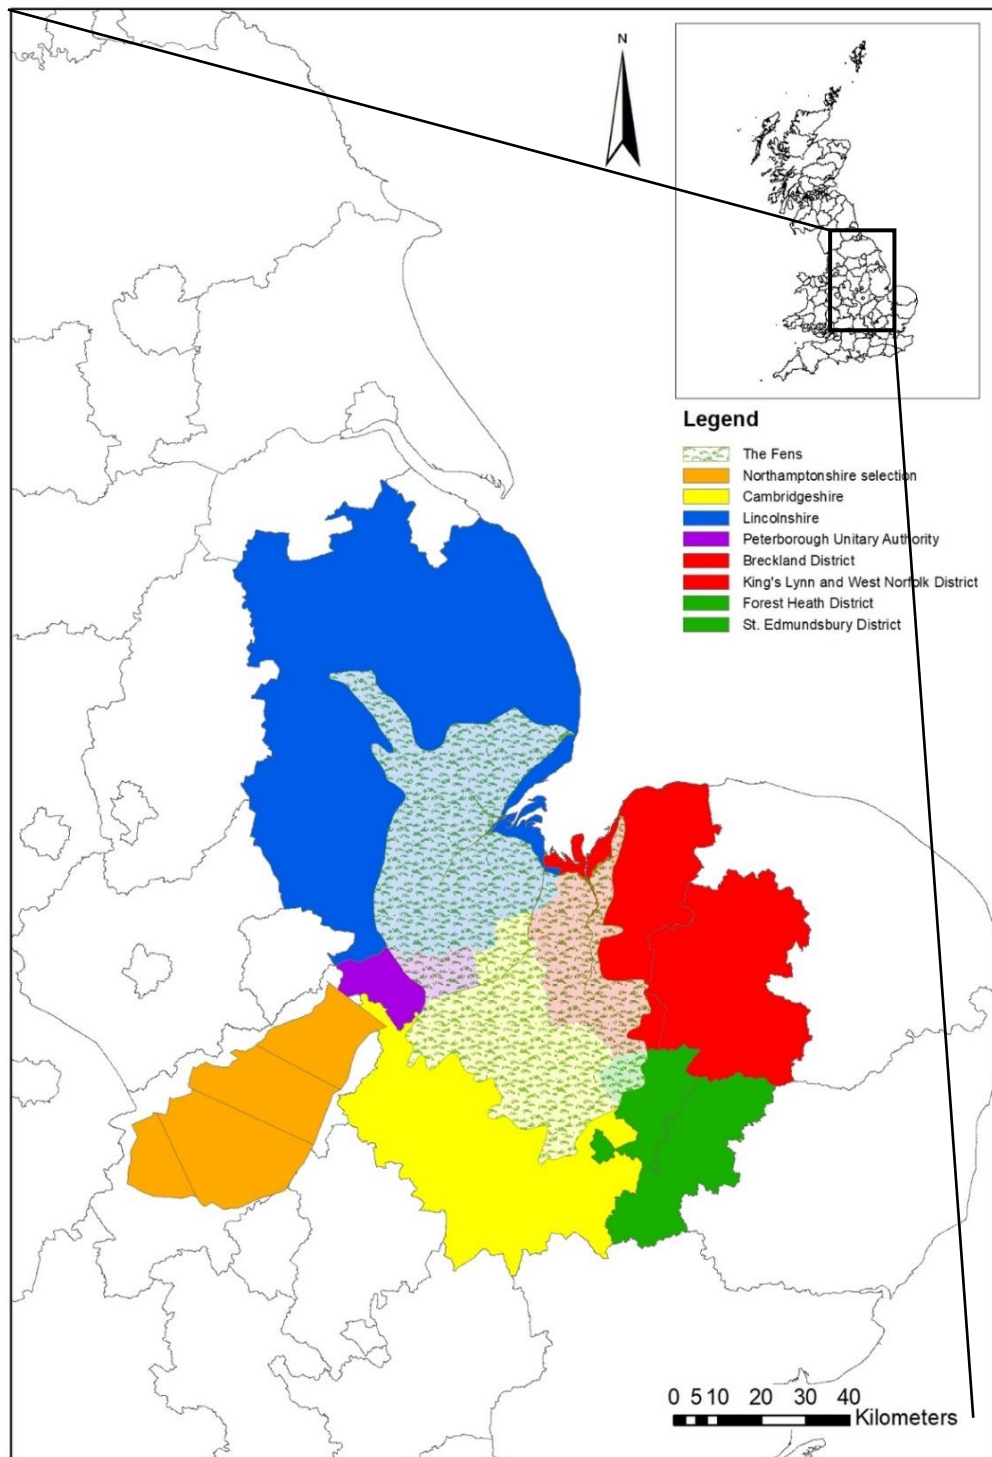 N
Legend
The Fens
Northamptonshire selection
Cambridgeshire
Lincolnshire
Peterborough Unitary Authority
Breckland District
King's Lynn and West Norfolk District
Forest Heath District
St. Edmundsbury District
0 5 10 20 30 40
Kilometers